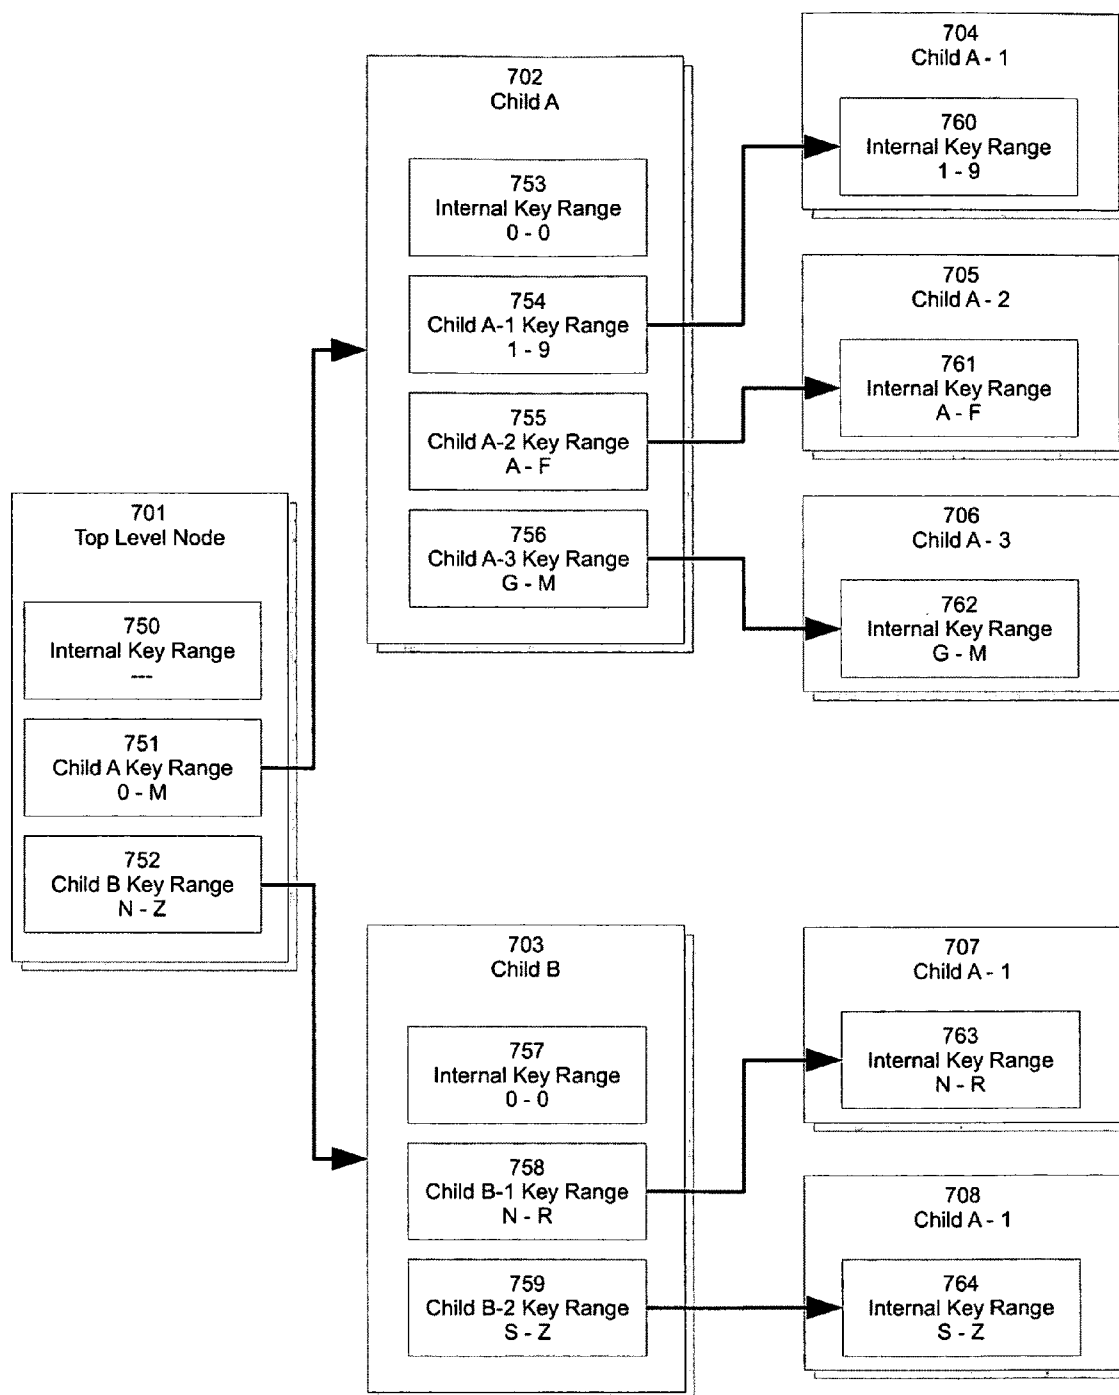 701
Top Level Node
750
Internal Key Range
---
751
Child A Key Range
0 - M
752
Child B Key Range
N - Z
702
Child A
753
Internal Key Range
0 - 0
754
Child A-1 Key Range
1 - 9
755
Child A-2 Key Range
A - F
756
Child A-3 Key Range
G - M
704
Child A - 1
760
Internal Key Range
1 - 9
705
Child A - 2
761
Internal Key Range
A - F
706
Child A - 3
762
Internal Key Range
G - M
703
Child B
757
Internal Key Range
0 - 0
758
Child B-1 Key Range
N - R
759
Child B-2 Key Range
S - Z
707
Child A - 1
763
Internal Key Range
N - R
708
Child A - 1
764
Internal Key Range
S - Z